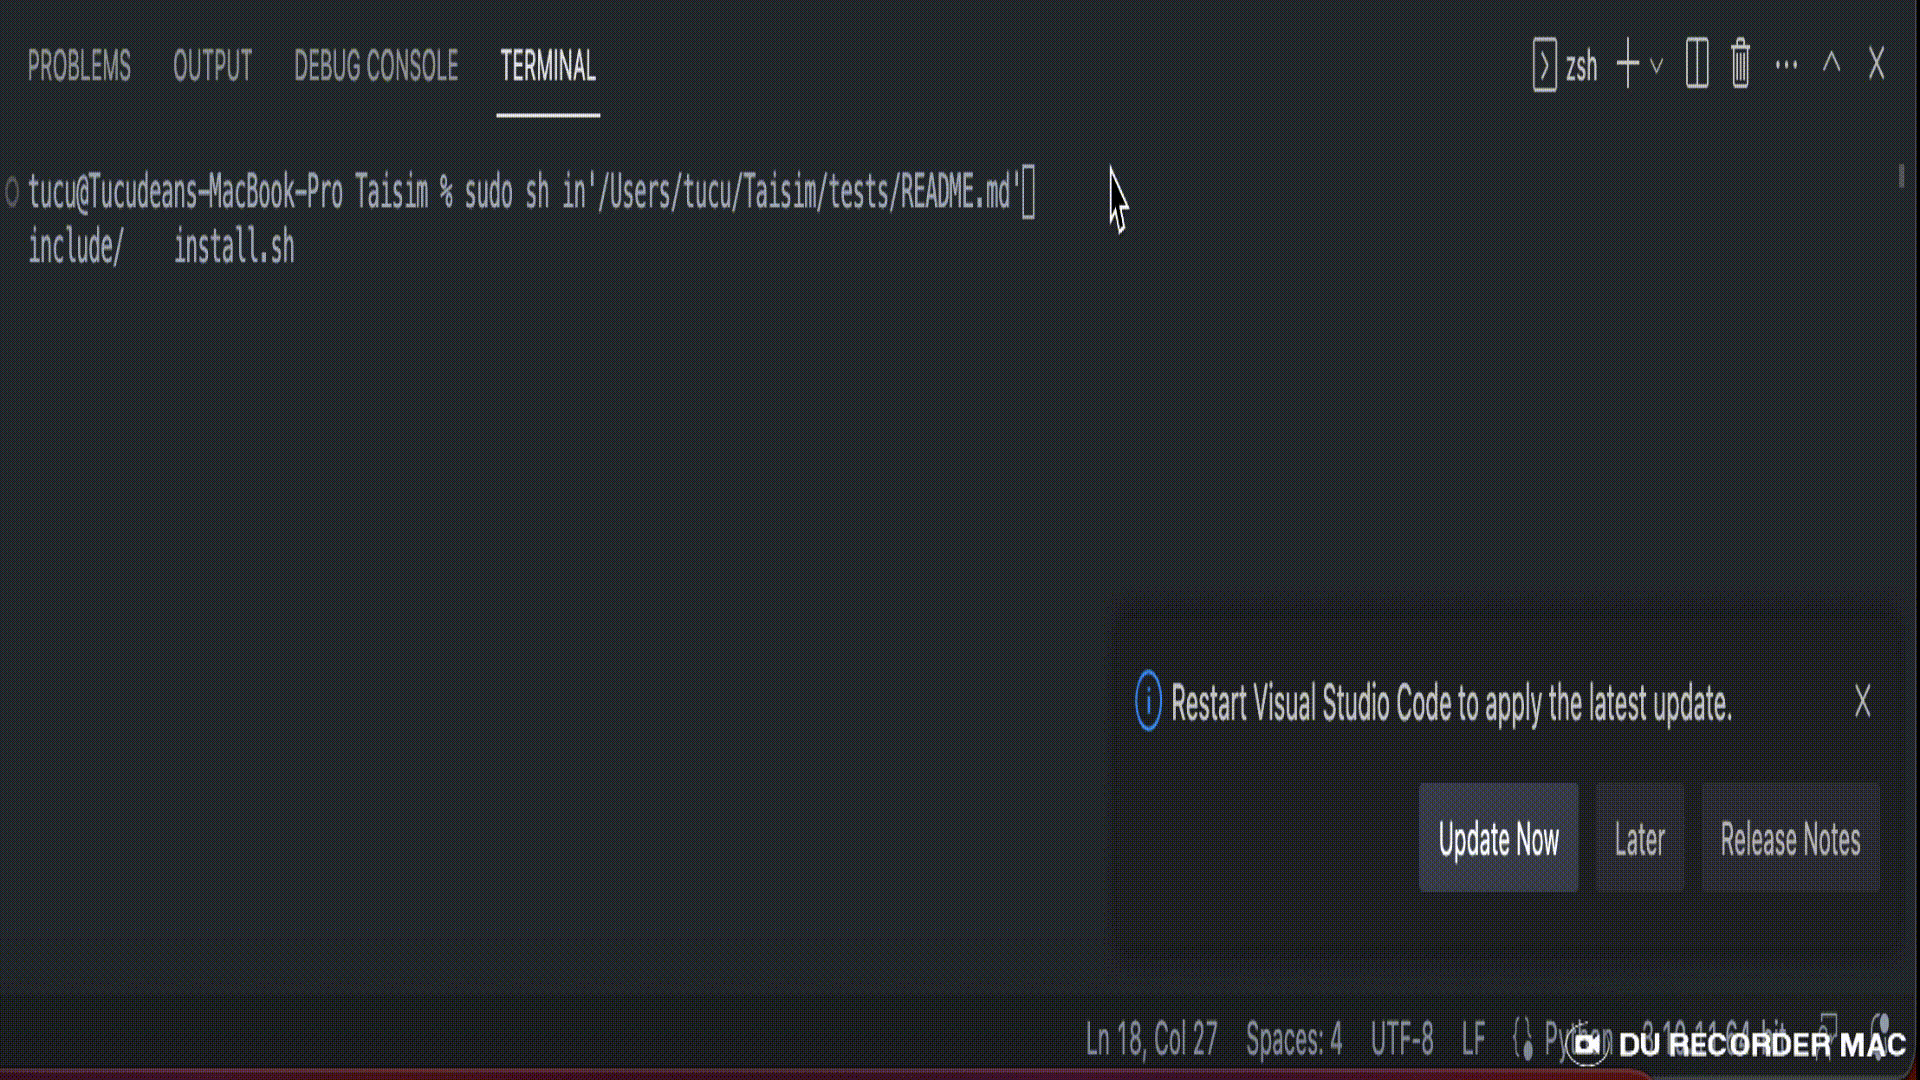 PROBLEMS OUTPUT DEBUG CONSOLE TERMINAL zsh
tucu@Tucudeans-MacBook-Pro Taisim % sudo sh in'/Users/tucu/Taisim/tests/README.md'
include/ install.sh
Restart Visual Studio Code to apply the latest update.
Update Now Later Release Notes
Ln 18, Col 27 Spaces: 4 UTF-8 LF {}
DU RECORDER MAC